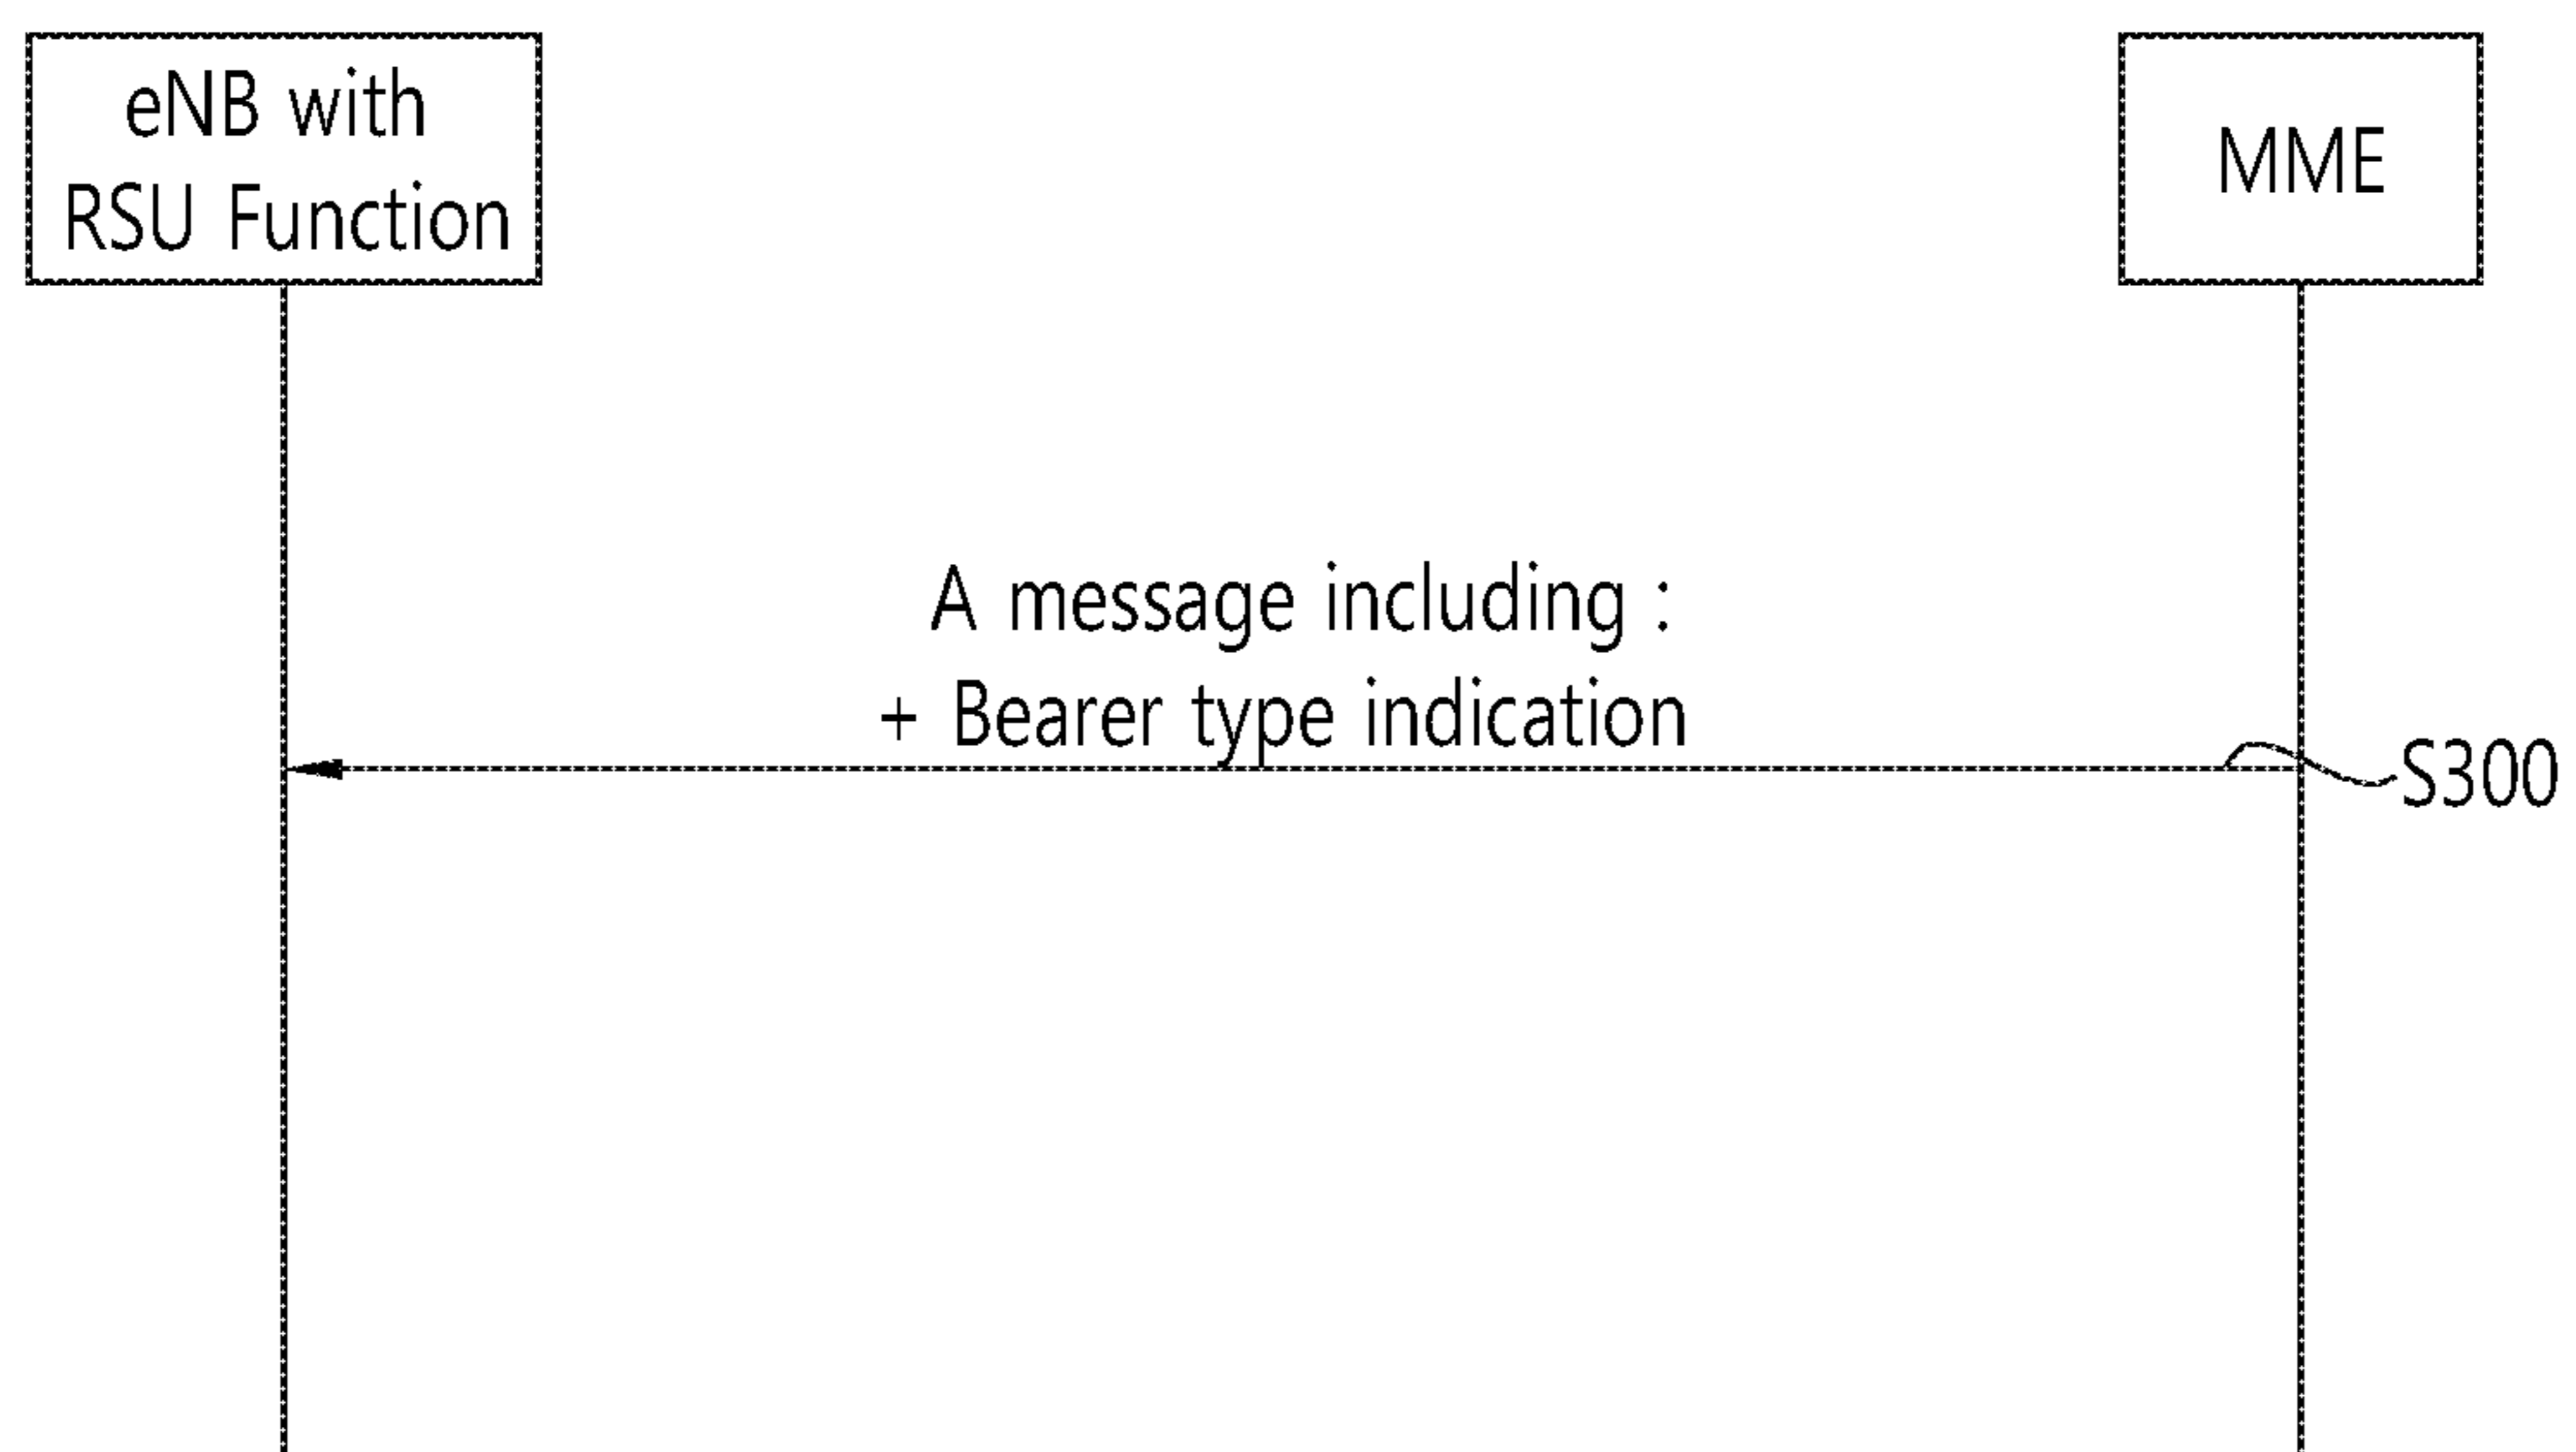 eNB with
RSU Function
MME
A message including :
+ Bearer type indication
S300